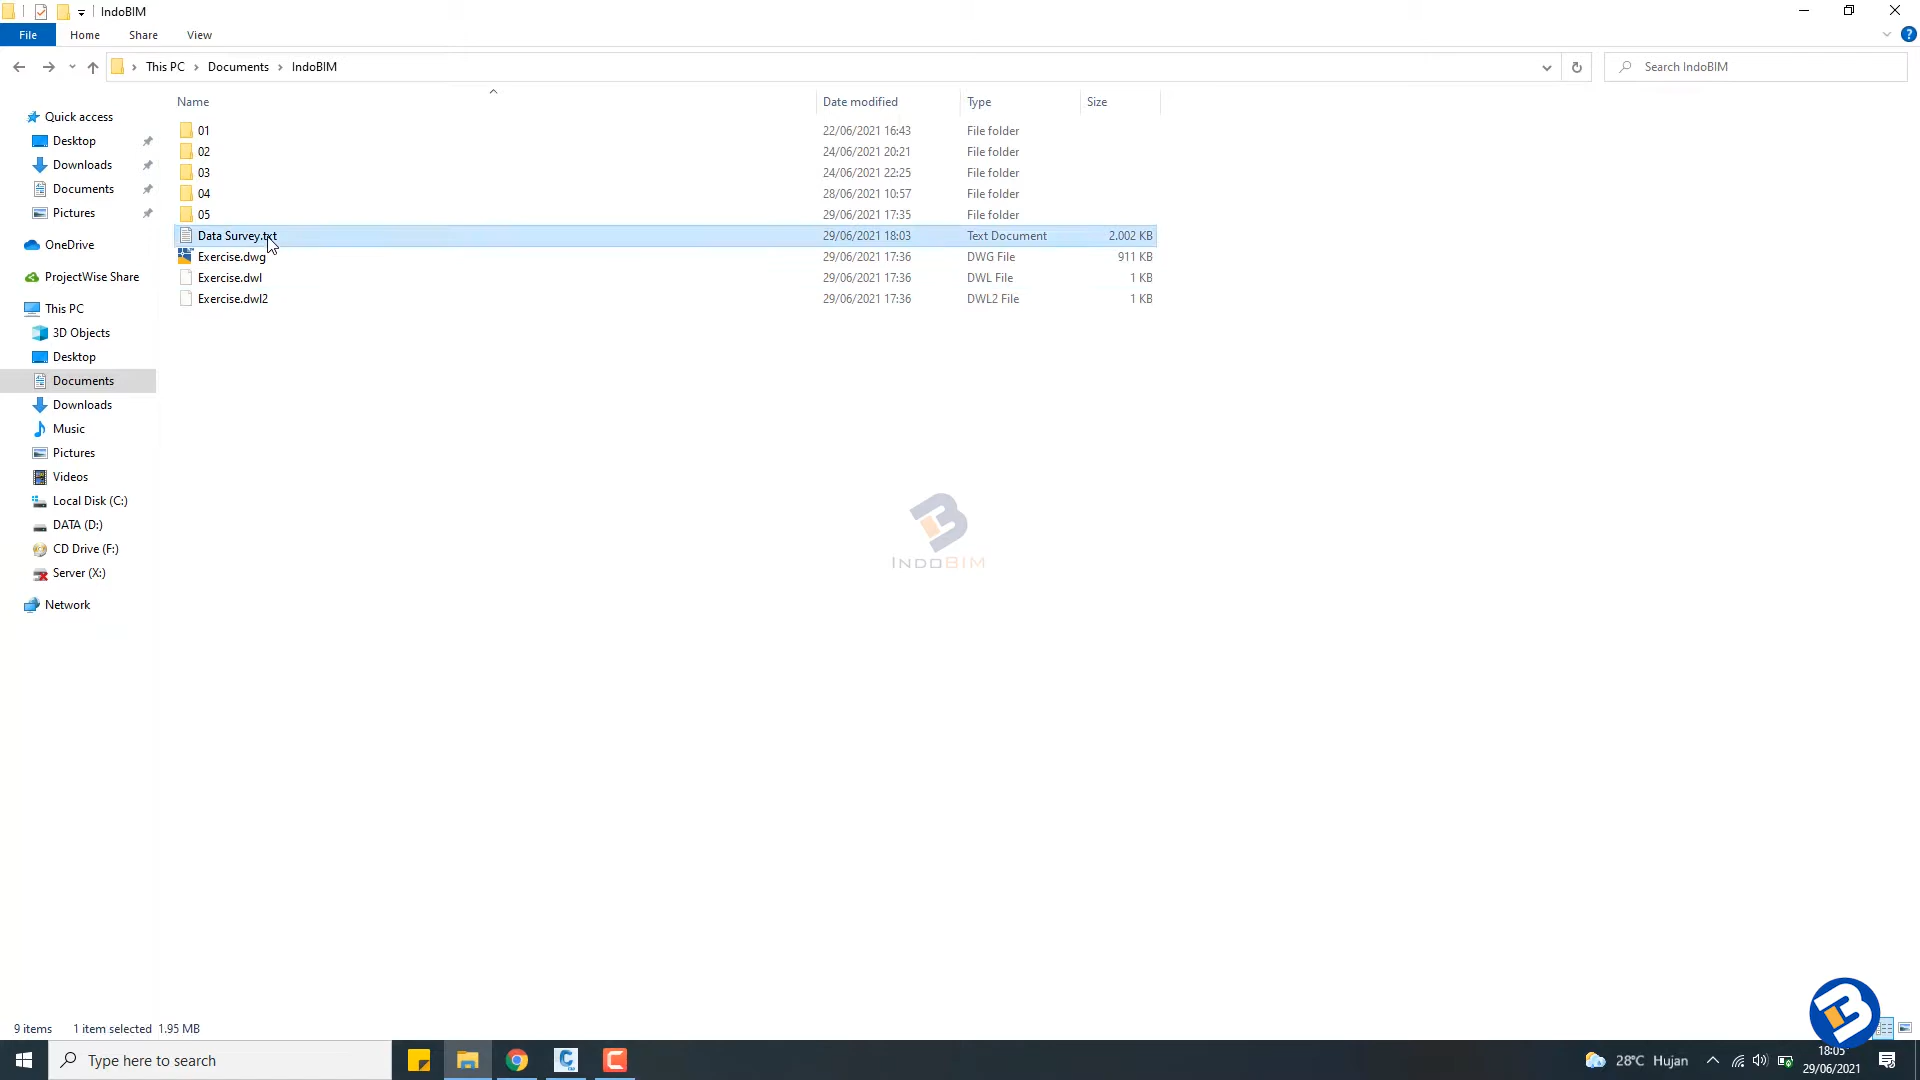 IndoBIM
File Home Share View
This PC Documents IndoBIM Search IndoBIM
Name Date modified Type Size
Quick access
Desktop
Downloads
Documents
Pictures
OneDrive
ProjectWise Share
This PC
3D Objects
Desktop
Documents
Downloads
Music
Pictures
Videos
Local Disk (C:)
DATA (D:)
CD Drive (F:)
Server (X:)
Network
01 22/06/2021 16:43 File folder
02 24/06/2021 20:21 File folder
03 24/06/2021 22:25 File folder
04 28/06/2021 10:57 File folder
05 29/06/2021 17:35 File folder
Data Survey.txt 29/06/2021 18:03 Text Document 2.002 KB
Exercise.dwg 29/06/2021 17:36 DWG File 911 KB
Exercise.dwl 29/06/2021 17:36 DWL File 1 KB
Exercise.dwl2 29/06/2021 17:36 DWL2 File 1 KB
INDOBIM
9 items 1 item selected 1.95 MB
Type here to search 28°C Hujan 18:05
29/06/2021